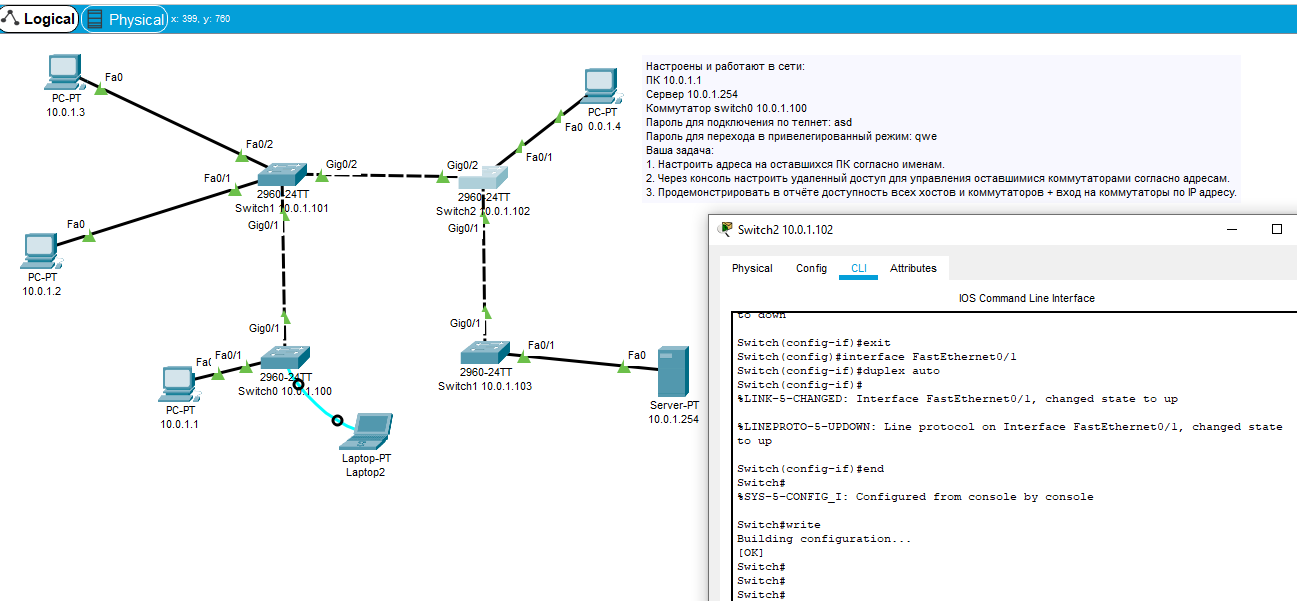 Logical
Physical
x: 399, y: 760
Fa0
PC-PT
10.0.1.3
Fa0/2
Fa0/1
2960-24TT
Switch1 10.0.1.101
Gig0/2
Gig0/1
Fa0
PC-PT
10.0.1.2
Gig0/2
2960-24TT
Switch2 10.0.1.102
Gig0/1
Fa0/1
Fa0
PC-PT
0.0.1.4
Gig0/1
Fa0/1
2960-24TT
Switch0 10.0.1.100
PC-PT
10.0.1.1
Laptop-PT
Laptop2
Gig0/1
Fa0/1
2960-24TT
Switch1 10.0.1.103
Fa0
Server-PT
10.0.1.254
Настроены и работают в сети:
ПК 10.0.1.1
Сервер 10.0.1.254
Коммутатор switch0 10.0.1.100
Пароль для подключения по телнет: asd
Пароль для перехода в привелегированный режим: qwe
Ваша задача:
1. Настроить адреса на оставшихся ПК согласно именам.
2. Через консоль настроить удаленный доступ для управления оставшимися коммутаторами согласно адресам.
3. Продемонстрировать в отчёте доступность всех хостов и коммутаторов + вход на коммутаторы по IP адресу.
Switch2 10.0.1.102
Physical Config CLI Attributes
IOS Command Line Interface
to down
Switch(config-if)#exit
Switch(config)#interface FastEthernet0/1
Switch(config-if)#duplex auto
Switch(config-if)#
%LINK-5-CHANGED: Interface FastEthernet0/1, changed state to up
%LINEPROTO-5-UPDOWN: Line protocol on Interface FastEthernet0/1, changed state
to up
Switch(config-if)#end
Switch#
%SYS-5-CONFIG_I: Configured from console by console
Switch#write
Building configuration...
[OK]
Switch#
Switch#
Switch#